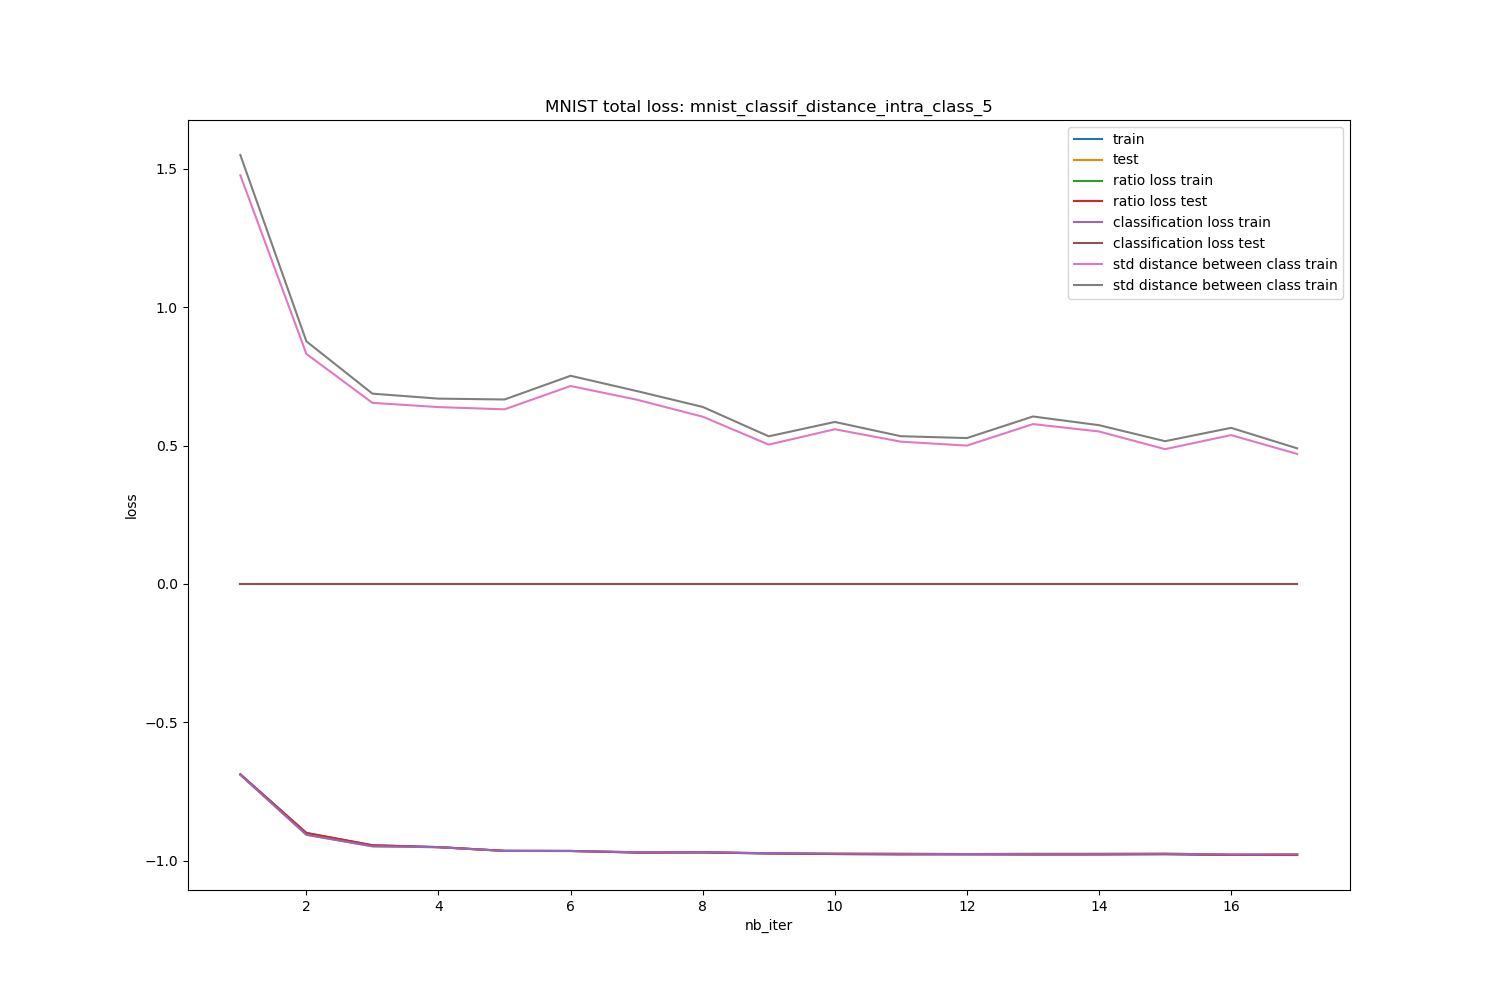 MNIST total loss: mnist_classif_distance_intra_class_5
train
test
ratio loss train
ratio loss test
classification loss train
classification loss test
std distance between class train
std distance between class train
1.5
1.0
0.5
0.0
−0.5
−1.0
loss
2 4 6 8 10 12 14 16
nb_iter